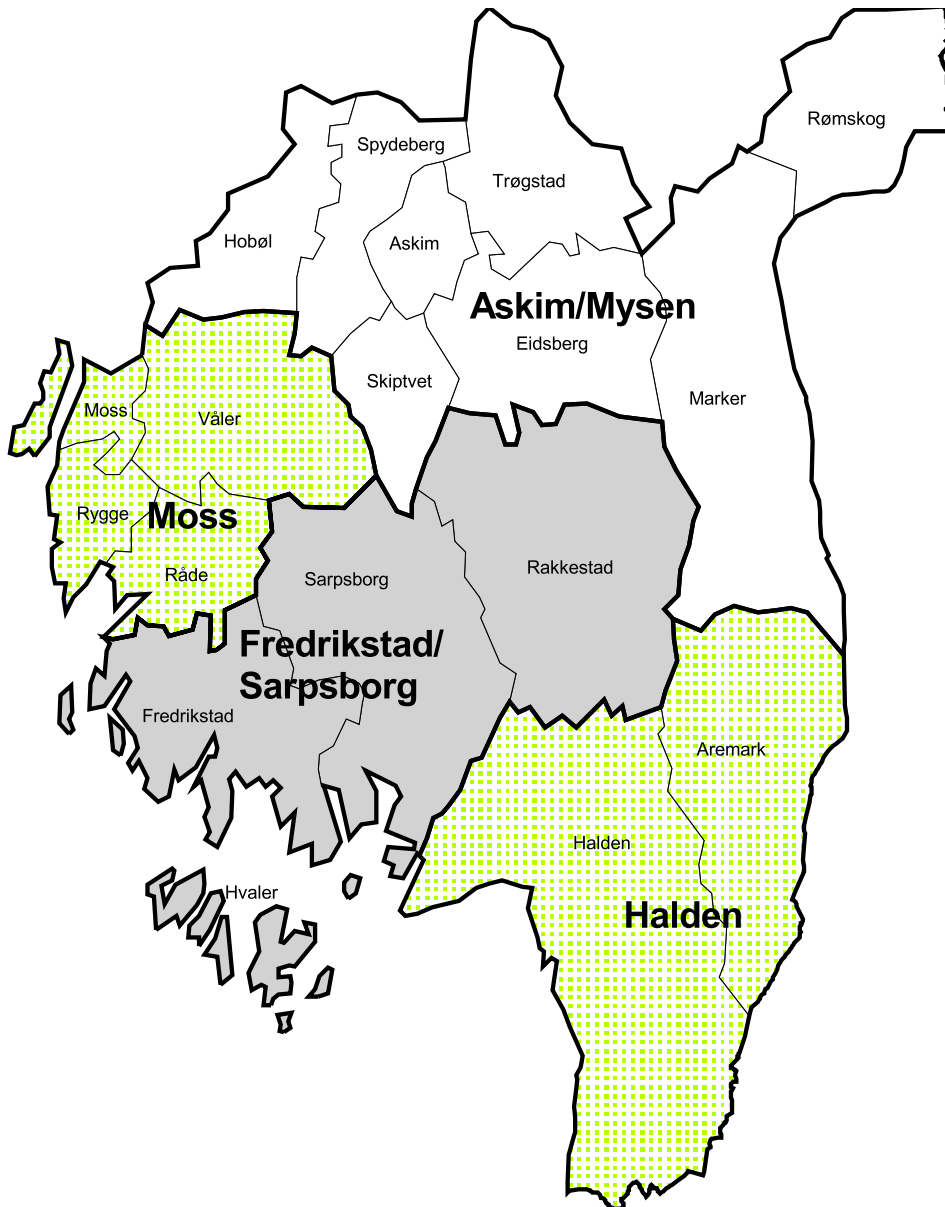 Rømskog
Spydeberg
Trøgstad
Hobøl
Askim
Askim/Mysen
Eidsberg
Skiptvet
Marker
Moss
Våler
Rygge
Moss
Råde
Sarpsborg
Rakkestad
Fredrikstad/
Sarpsborg
Fredrikstad
Aremark
Halden
Hvaler
Halden